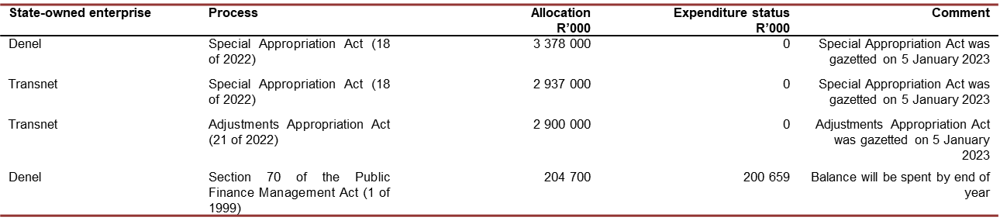 State-owned enterprise Process Allocation Expenditure status Comment
R’000 R’000
Denel Special Appropriation Act (18 3 378 000 0 Special Appropriation Act was
of 2022) gazetted on 5 January 2023
Transnet Special Appropriation Act (18 2 937 000 0 Special Appropriation Act was
of 2022) gazetted on 5 January 2023
Transnet Adjustments Appropriation Act 2 900 000 0 Adjustments Appropriation Act
(21 of 2022) was gazetted on 5 January
2023
Denel Section 70 of the Public 204 700 200 659 Balance will be spent by end of
Finance Management Act (1 of year
1999)